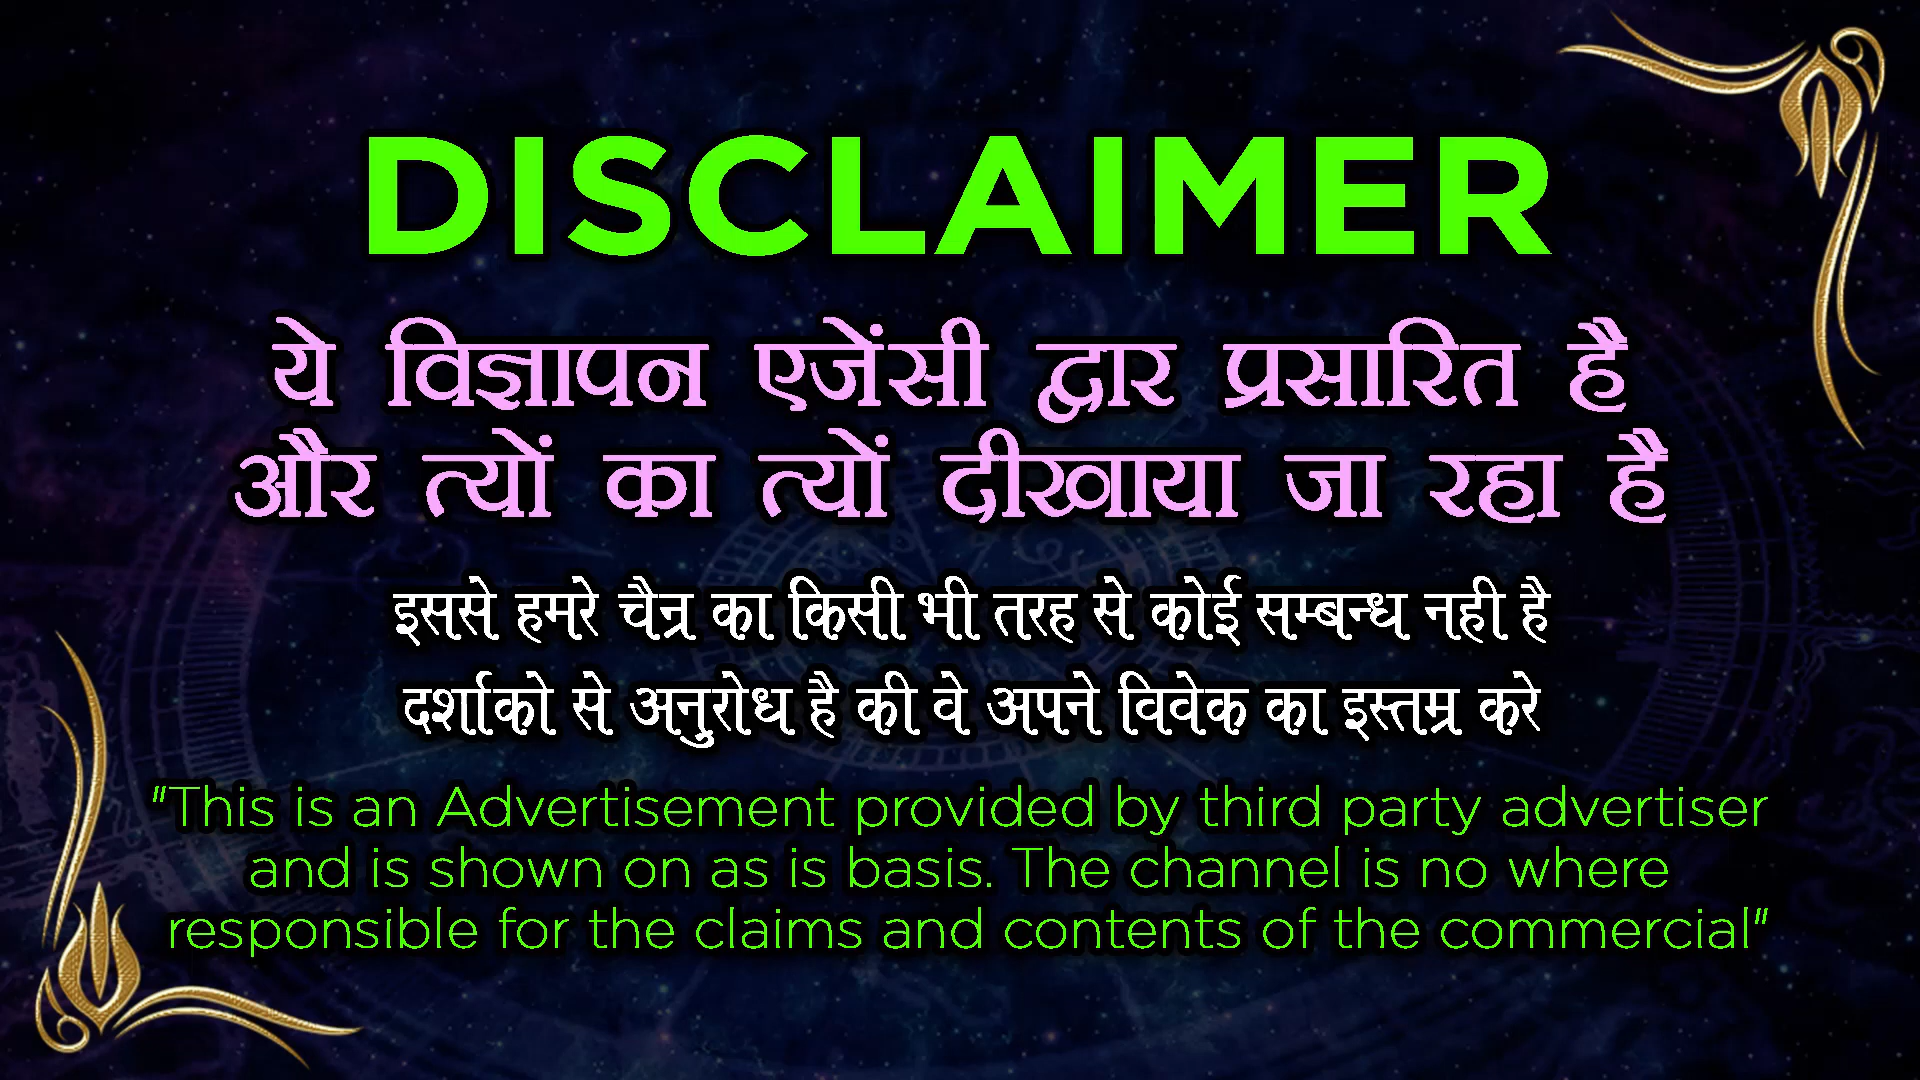 DISCLAIMER
ये विज्ञापन एजेंसी द्वार प्रसारित है
और त्यों का त्यों दीखाया जा रहा है
इससे हमरे चैन्र का किसी भी तरह से कोई सम्बन्ध नही है
दर्शाको से अनुरोध है की वे अपने विवेक का इस्तम्र करे
"This is an Advertisement provided by third party advertiser
and is shown on as is basis. The channel is no where
responsible for the claims and contents of the commercial"